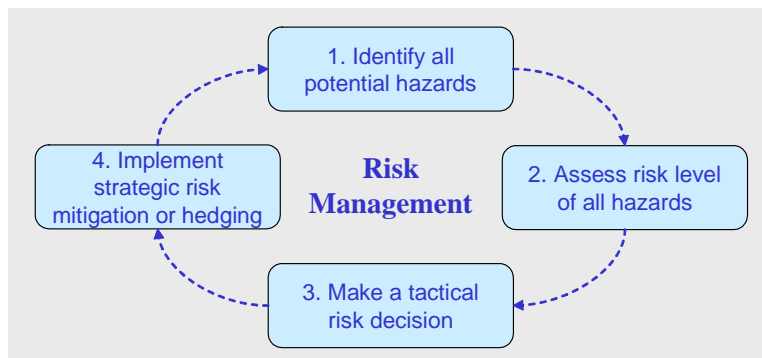 1. Identify all
potential hazards
2. Assess risk level
of all hazards
3. Make a tactical
risk decision
4. Implement
strategic risk
mitigation or hedging
Risk
Management